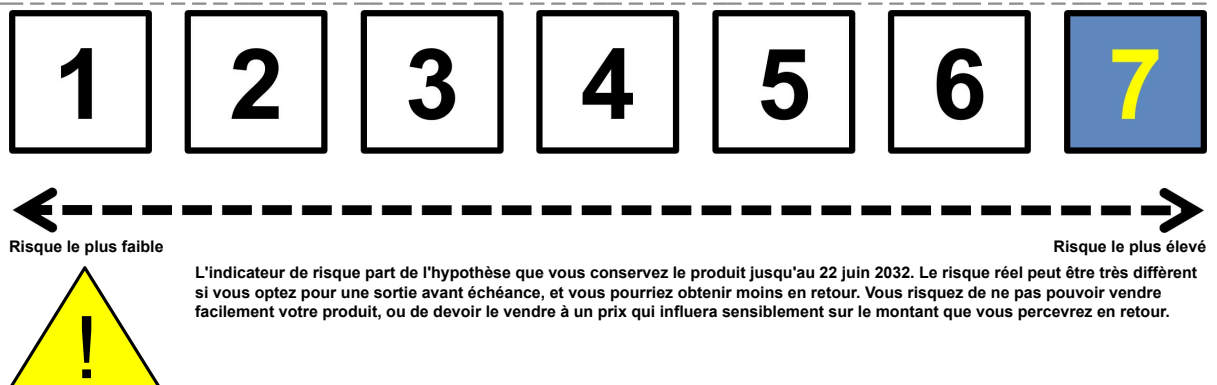 1 2 3 4 5 6 7
Risque le plus faible Risque le plus élevé
L'indicateur de risque part de l'hypothèse que vous conservez le produit jusqu'au 22 juin 2032. Le risque réel peut être très diffèrent
si vous optez pour une sortie avant échéance, et vous pourriez obtenir moins en retour. Vous risquez de ne pas pouvoir vendre
facilement votre produit, ou de devoir le vendre à un prix qui influera sensiblement sur le montant que vous percevrez en retour.
!